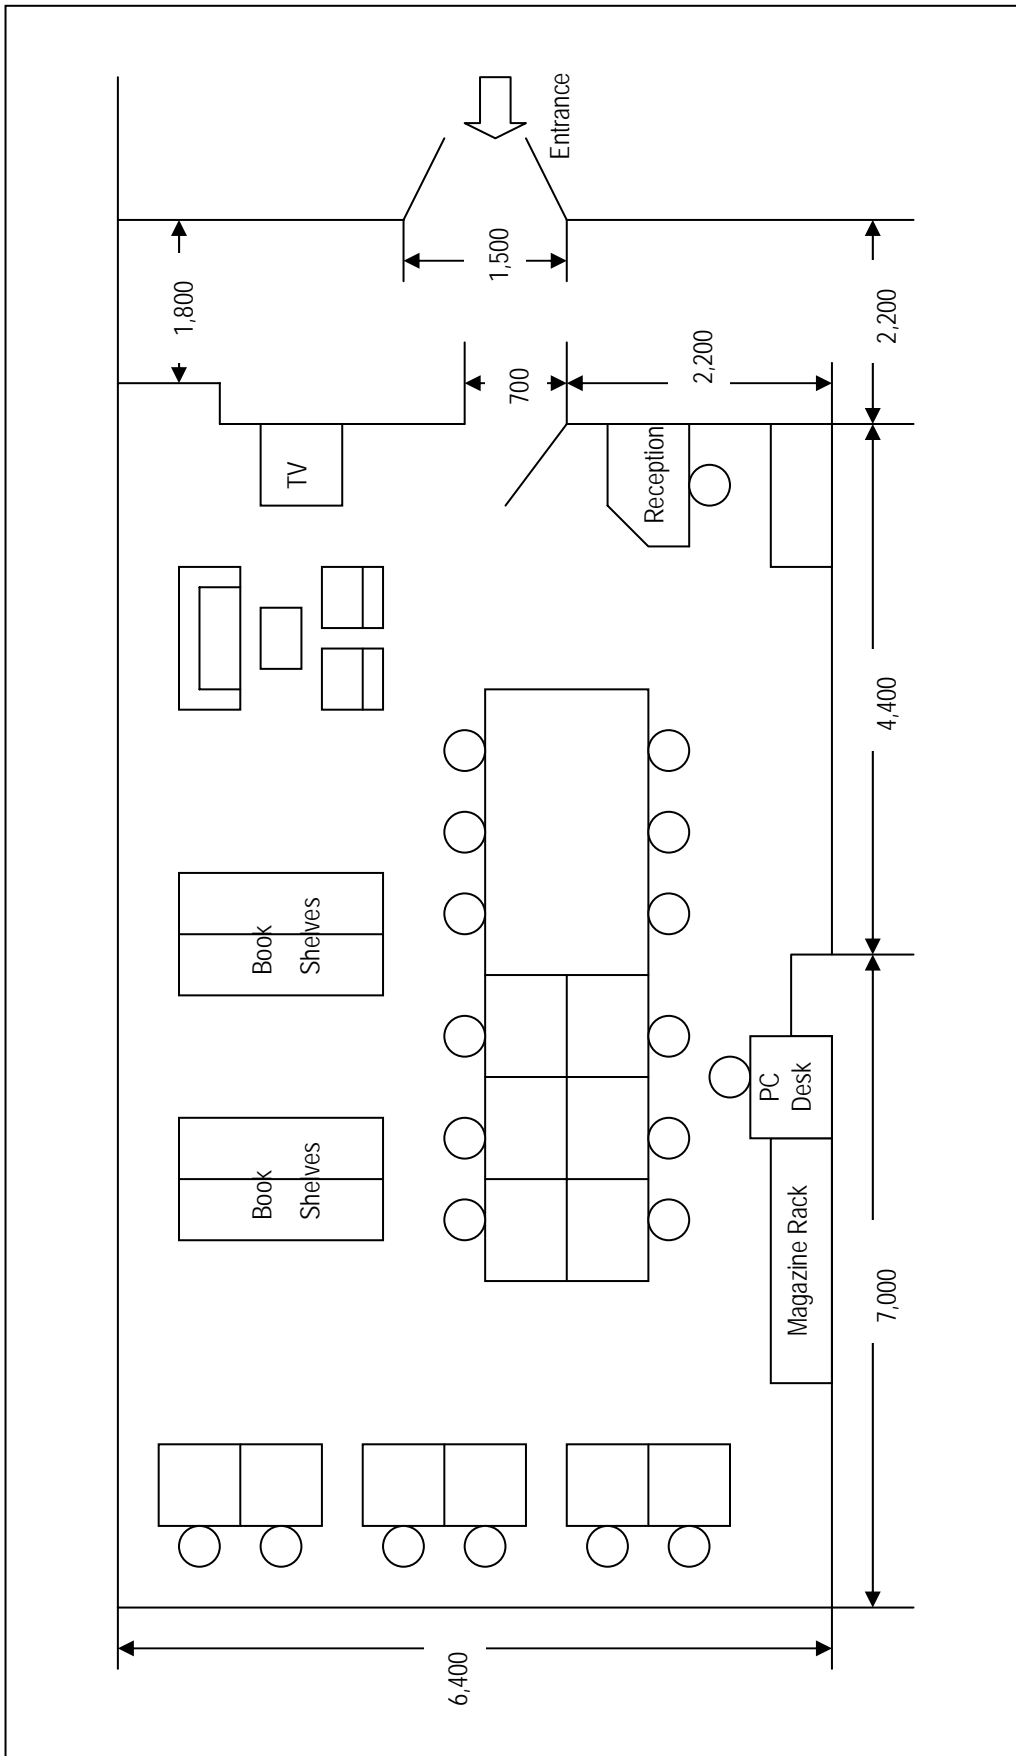 Entrance
1,800
1,500
2,200
700
2,200
TV
Reception
4,400
Book
Shelves
PC
Desk
Book
Shelves
Magazine Rack
7,000
6,400